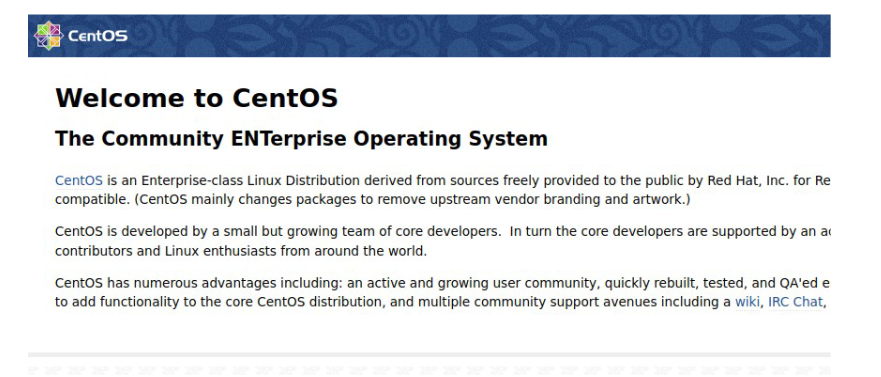 CentOS
Welcome to CentOS
The Community ENTerprise Operating System
CentOS is an Enterprise-class Linux Distribution derived from sources freely provided to the public by Red Hat, Inc. for Re
compatible. (CentOS mainly changes packages to remove upstream vendor branding and artwork.)
CentOS is developed by a small but growing team of core developers. In turn the core developers are supported by an a
contributors and Linux enthusiasts from around the world.
CentOS has numerous advantages including: an active and growing user community, quickly rebuilt, tested, and QA'ed e
to add functionality to the core CentOS distribution, and multiple community support avenues including a wiki, IRC Chat,